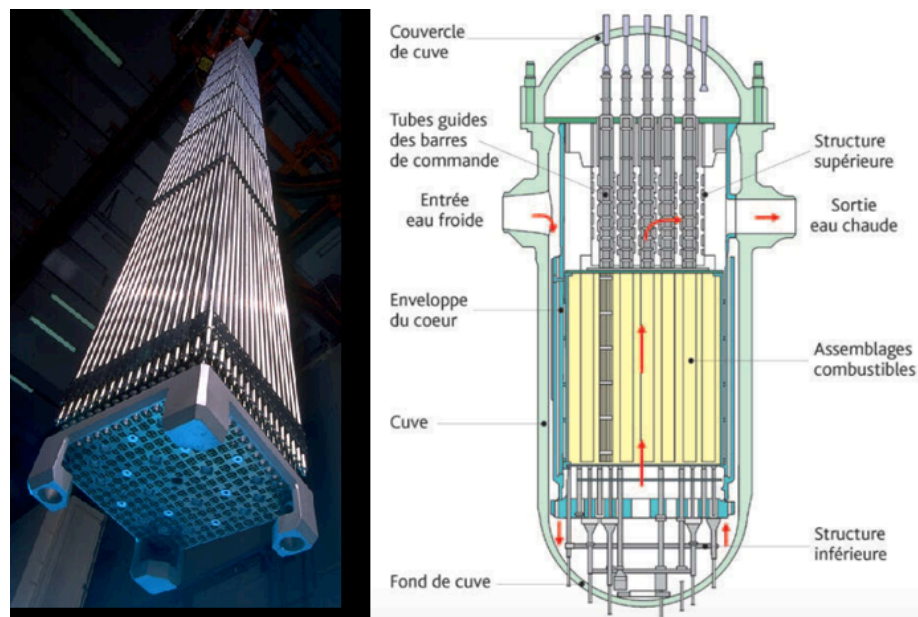 Couvercle
de cuve
Tubes guides
des barres
de commande
Entrée
eau froide
Enveloppe
du coeur
Cuve
Fond de cuve
Structure
supérieure
Sortie
eau chaude
Assemblages
combustibles
Structure
inférieure